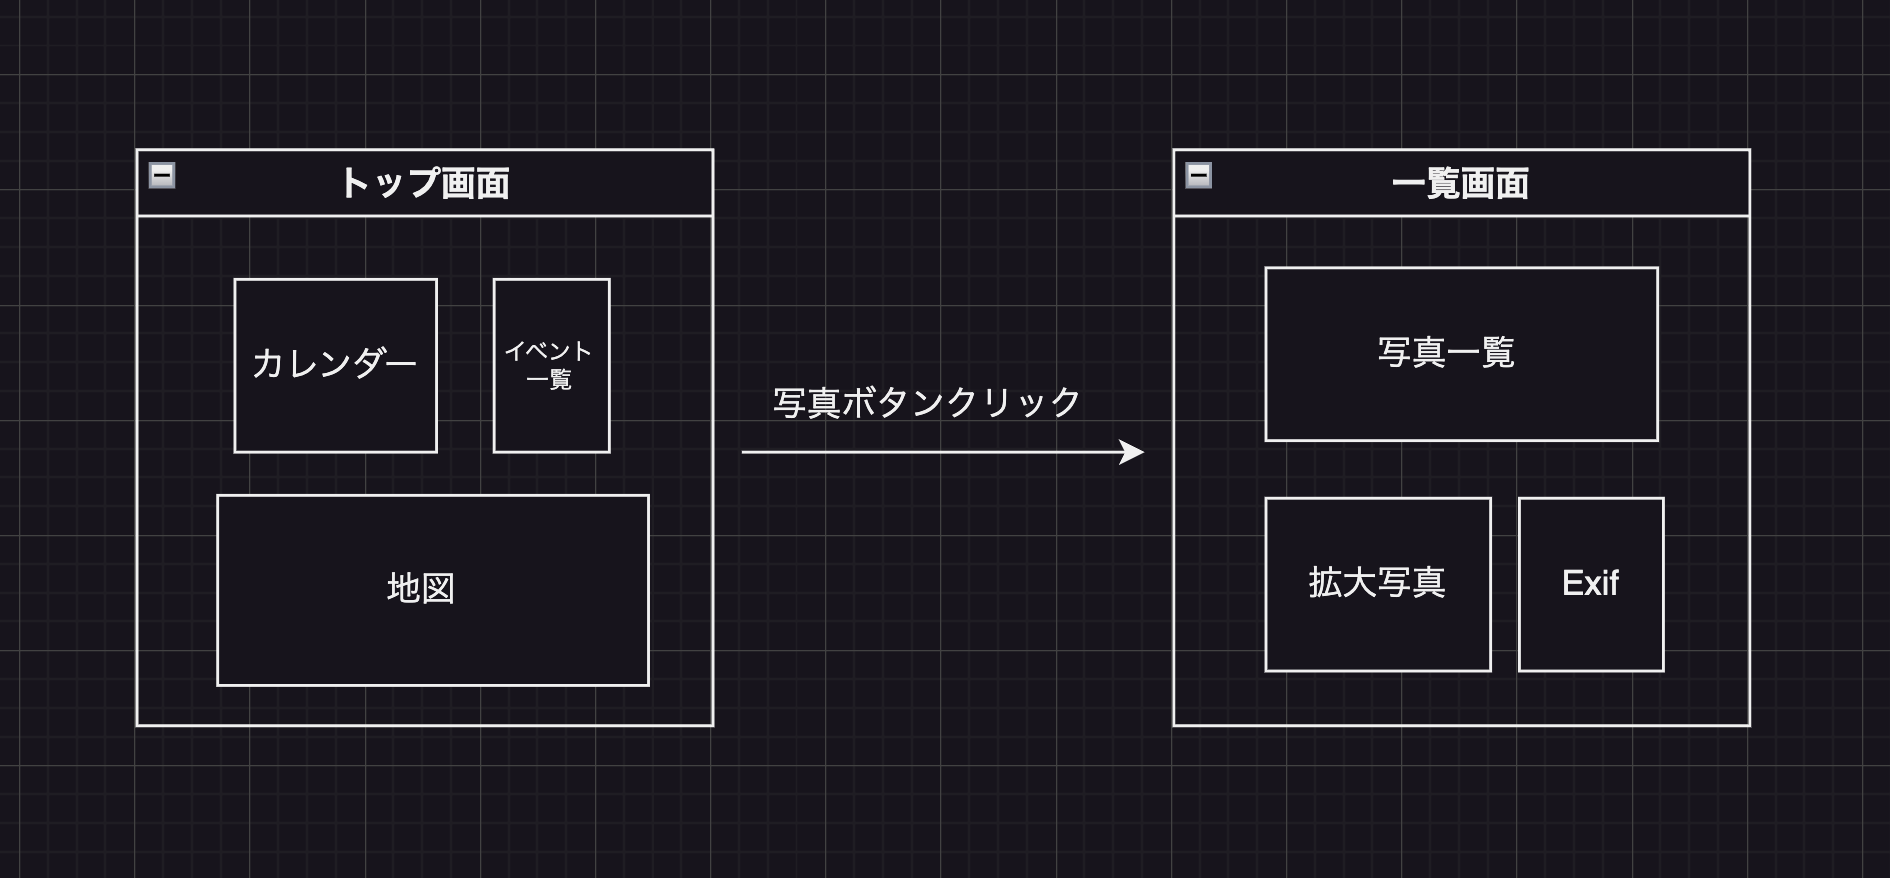 トップ画面
カレンダー
イベント
一覧
地図
写真ボタンクリック
一覧画面
写真一覧
拡大写真
Exif